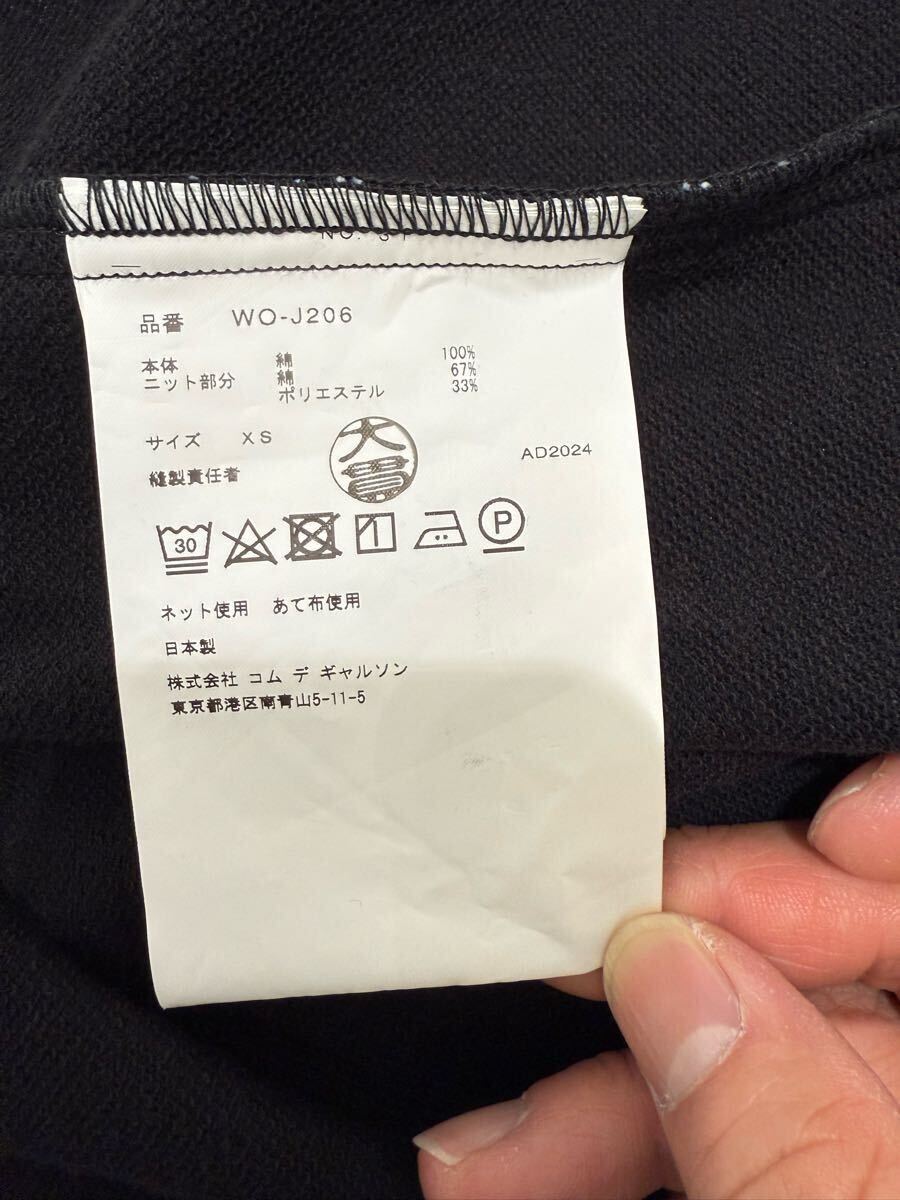 品番 WO-J206
本体 綿 100%
ニット部分 綿 67%
ポリエステル 33%
サイズ XS
大貫
AD2024
縫製責任者
30 P
ネット使用 あて布使用
日本製
株式会社 コム デ ギャルソン
東京都港区南青山5-11-5